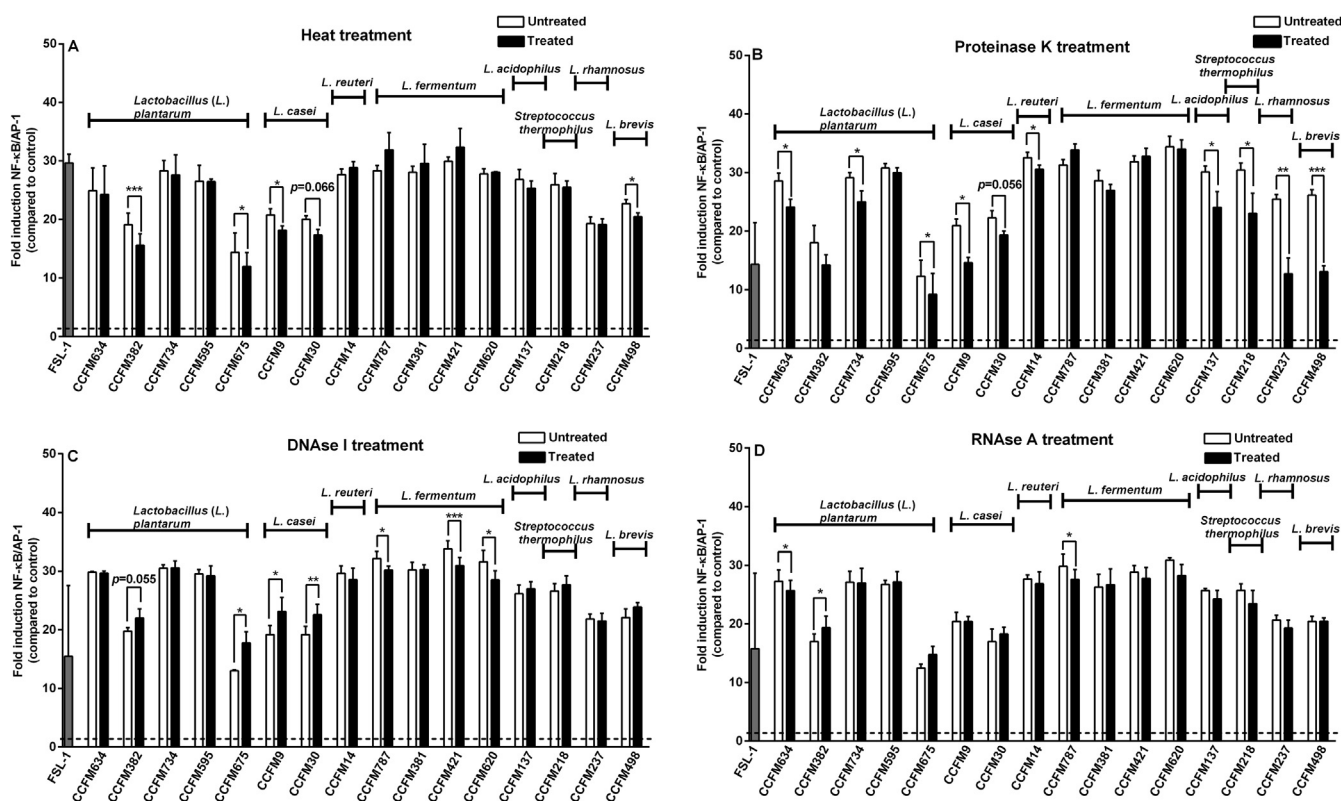 A
Heat treatment
Untreated
Treated
Fold induction NF-κB/AP-1
(compared to control)
50
40
30
20
10
0
Lactobacillus (L.)
plantarum
L. casei
L. reuteri
L. fermentum
L. acidophilus
Streptococcus
thermophilus
L. rhamnosus
L. brevis
***
*
*
p=0.066
*
FSL-1
CCFM634
CCFM382
CCFM734
CCFM595
CCFM675
CCFM9
CCFM30
CCFM14
CCFM787
CCFM381
CCFM421
CCFM620
CCFM137
CCFM218
CCFM237
CCFM498
B
Proteinase K treatment
Untreated
Treated
Fold induction NF-κB/AP-1
(compared to control)
50
40
30
20
10
0
Lactobacillus (L.)
plantarum
L. casei
L. reuteri
L. fermentum
Streptococcus
thermophilus
L. acidophilus
L. rhamnosus
L. brevis
*
*
*
*
p=0.056
*
*
*
**
***
FSL-1
CCFM634
CCFM382
CCFM734
CCFM595
CCFM675
CCFM9
CCFM30
CCFM14
CCFM787
CCFM381
CCFM421
CCFM620
CCFM137
CCFM218
CCFM237
CCFM498
C
DNAse I treatment
Untreated
Treated
Fold induction NF-κB/AP-1
(compared to control)
50
40
30
20
10
0
Lactobacillus (L.)
plantarum
L. casei
L. reuteri
L. fermentum
L. acidophilus
Streptococcus
thermophilus
L. rhamnosus
L. brevis
p=0.055
*
*
**
*
***
*
FSL-1
CCFM634
CCFM382
CCFM734
CCFM595
CCFM675
CCFM9
CCFM30
CCFM14
CCFM787
CCFM381
CCFM421
CCFM620
CCFM137
CCFM218
CCFM237
CCFM498
D
RNAse A treatment
Untreated
Treated
Fold induction NF-κB/AP-1
(compared to control)
50
40
30
20
10
0
Lactobacillus (L.)
plantarum
L. casei
L. reuteri
L. fermentum
L. acidophilus
Streptococcus
thermophilus
L. rhamnosus
L. brevis
*
*
*
FSL-1
CCFM634
CCFM382
CCFM734
CCFM595
CCFM675
CCFM9
CCFM30
CCFM14
CCFM787
CCFM381
CCFM421
CCFM620
CCFM137
CCFM218
CCFM237
CCFM498